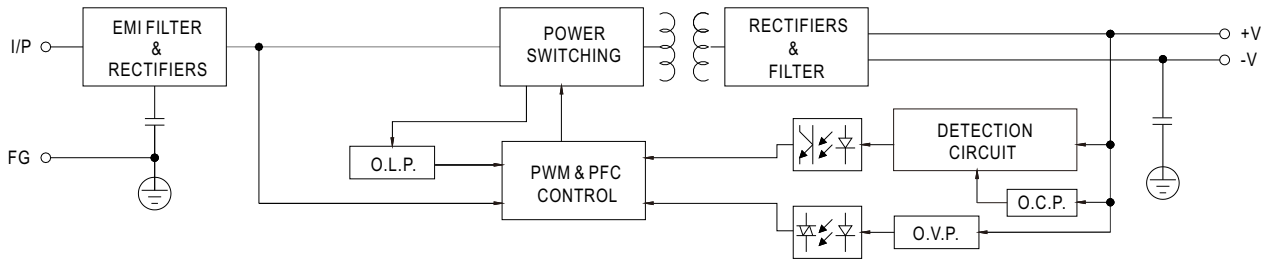 I/P
EMI FILTER
&
RECTIFIERS
POWER
SWITCHING
RECTIFIERS
&
FILTER
+V
-V
FG
O.L.P.
PWM & PFC
CONTROL
DETECTION
CIRCUIT
O.C.P.
O.V.P.